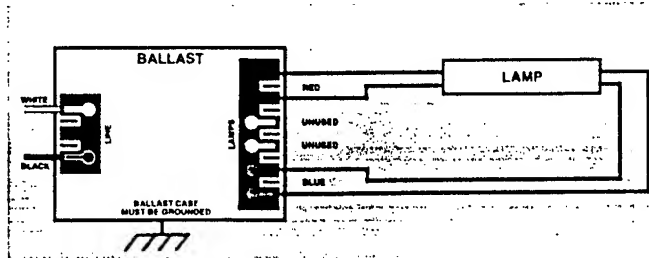 BALLAST
WHITE
LINE
BLACK
LAMPS
RED
UNUSED
UNUSED
BLUE
LAMP
BALLAST CASE
MUST BE GROUNDED